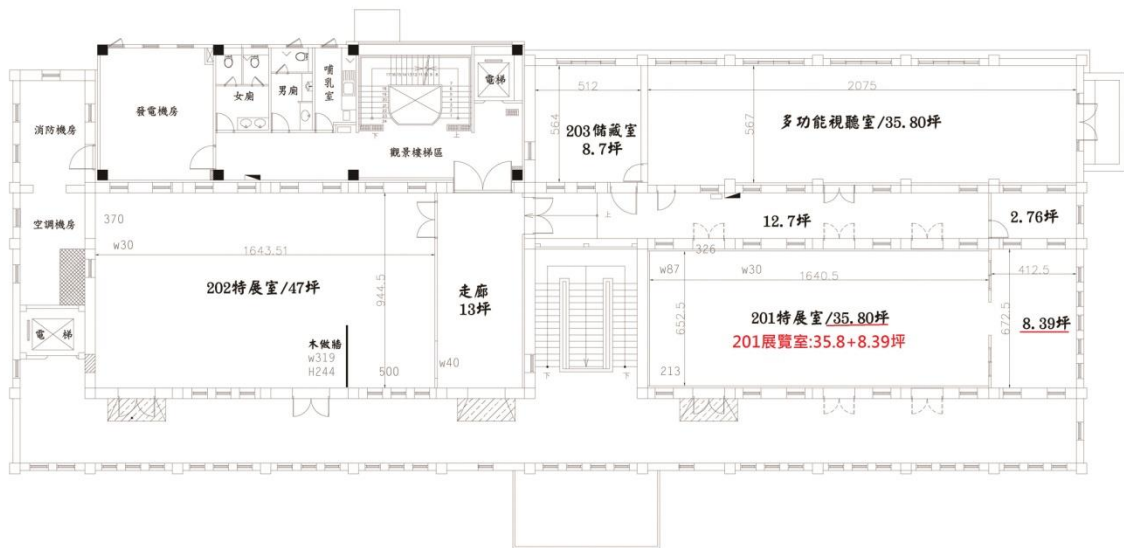 哺乳室
電梯
女廁
男廁
發電機房
消防機房
512
2075
多功能視聽室/35.80坪
564
203儲藏室
8.7坪
567
觀景樓梯區
下
上
空調機房
370
w30
1643.51
944.5
202特展室/47坪
走廊
13坪
上
12.7坪
2.76坪
326
w87
w30
1640.5
412.5
652.5
201特展室/35.80坪
201展覽室:35.8+8.39坪
672.5
8.39坪
213
電梯
木做牆
w319
H244
500
w40
下
下